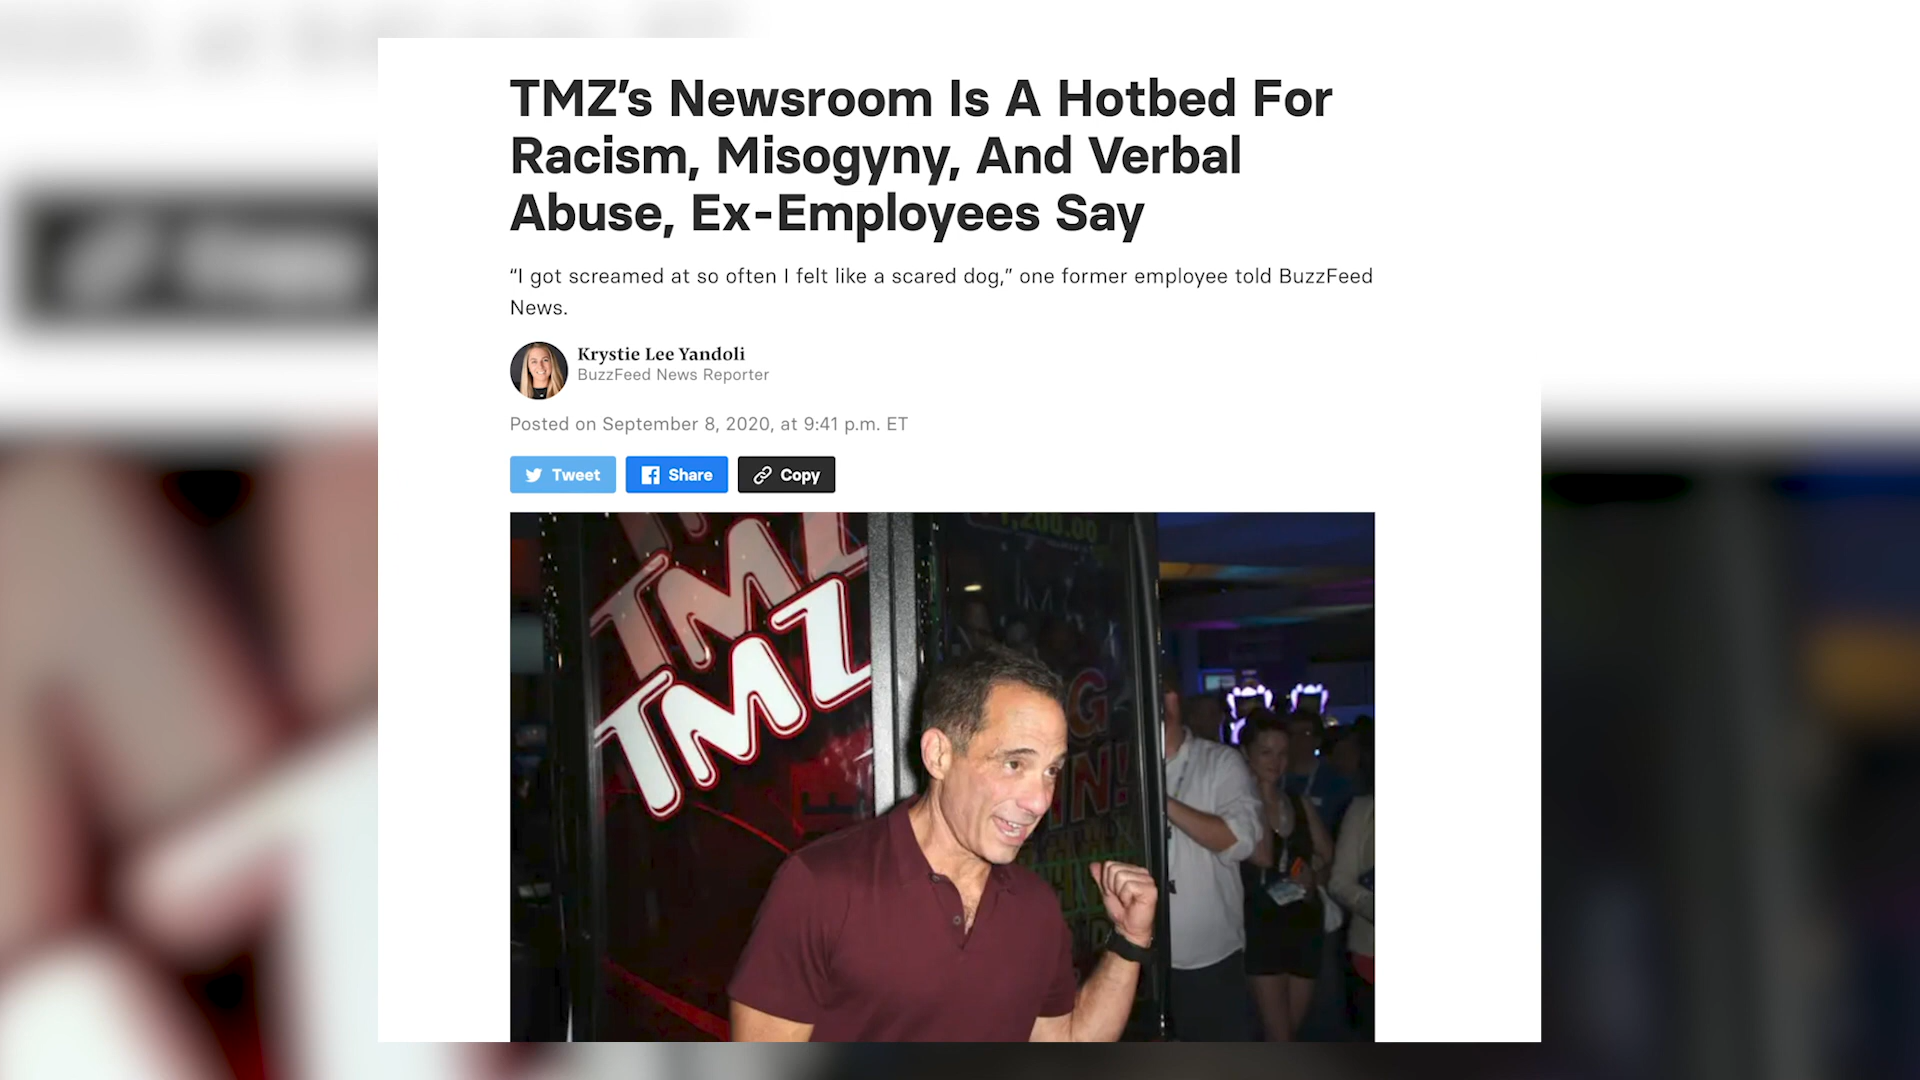 TMZ’s Newsroom Is A Hotbed For
Racism, Misogyny, And Verbal
Abuse, Ex-Employees Say
“I got screamed at so often I felt like a scared dog,” one former employee told BuzzFeed
News.
Krystie Lee Yandoli
BuzzFeed News Reporter
Posted on September 8, 2020, at 9:41 p.m. ET
Tweet
Share
Copy
TMZ
TMZ